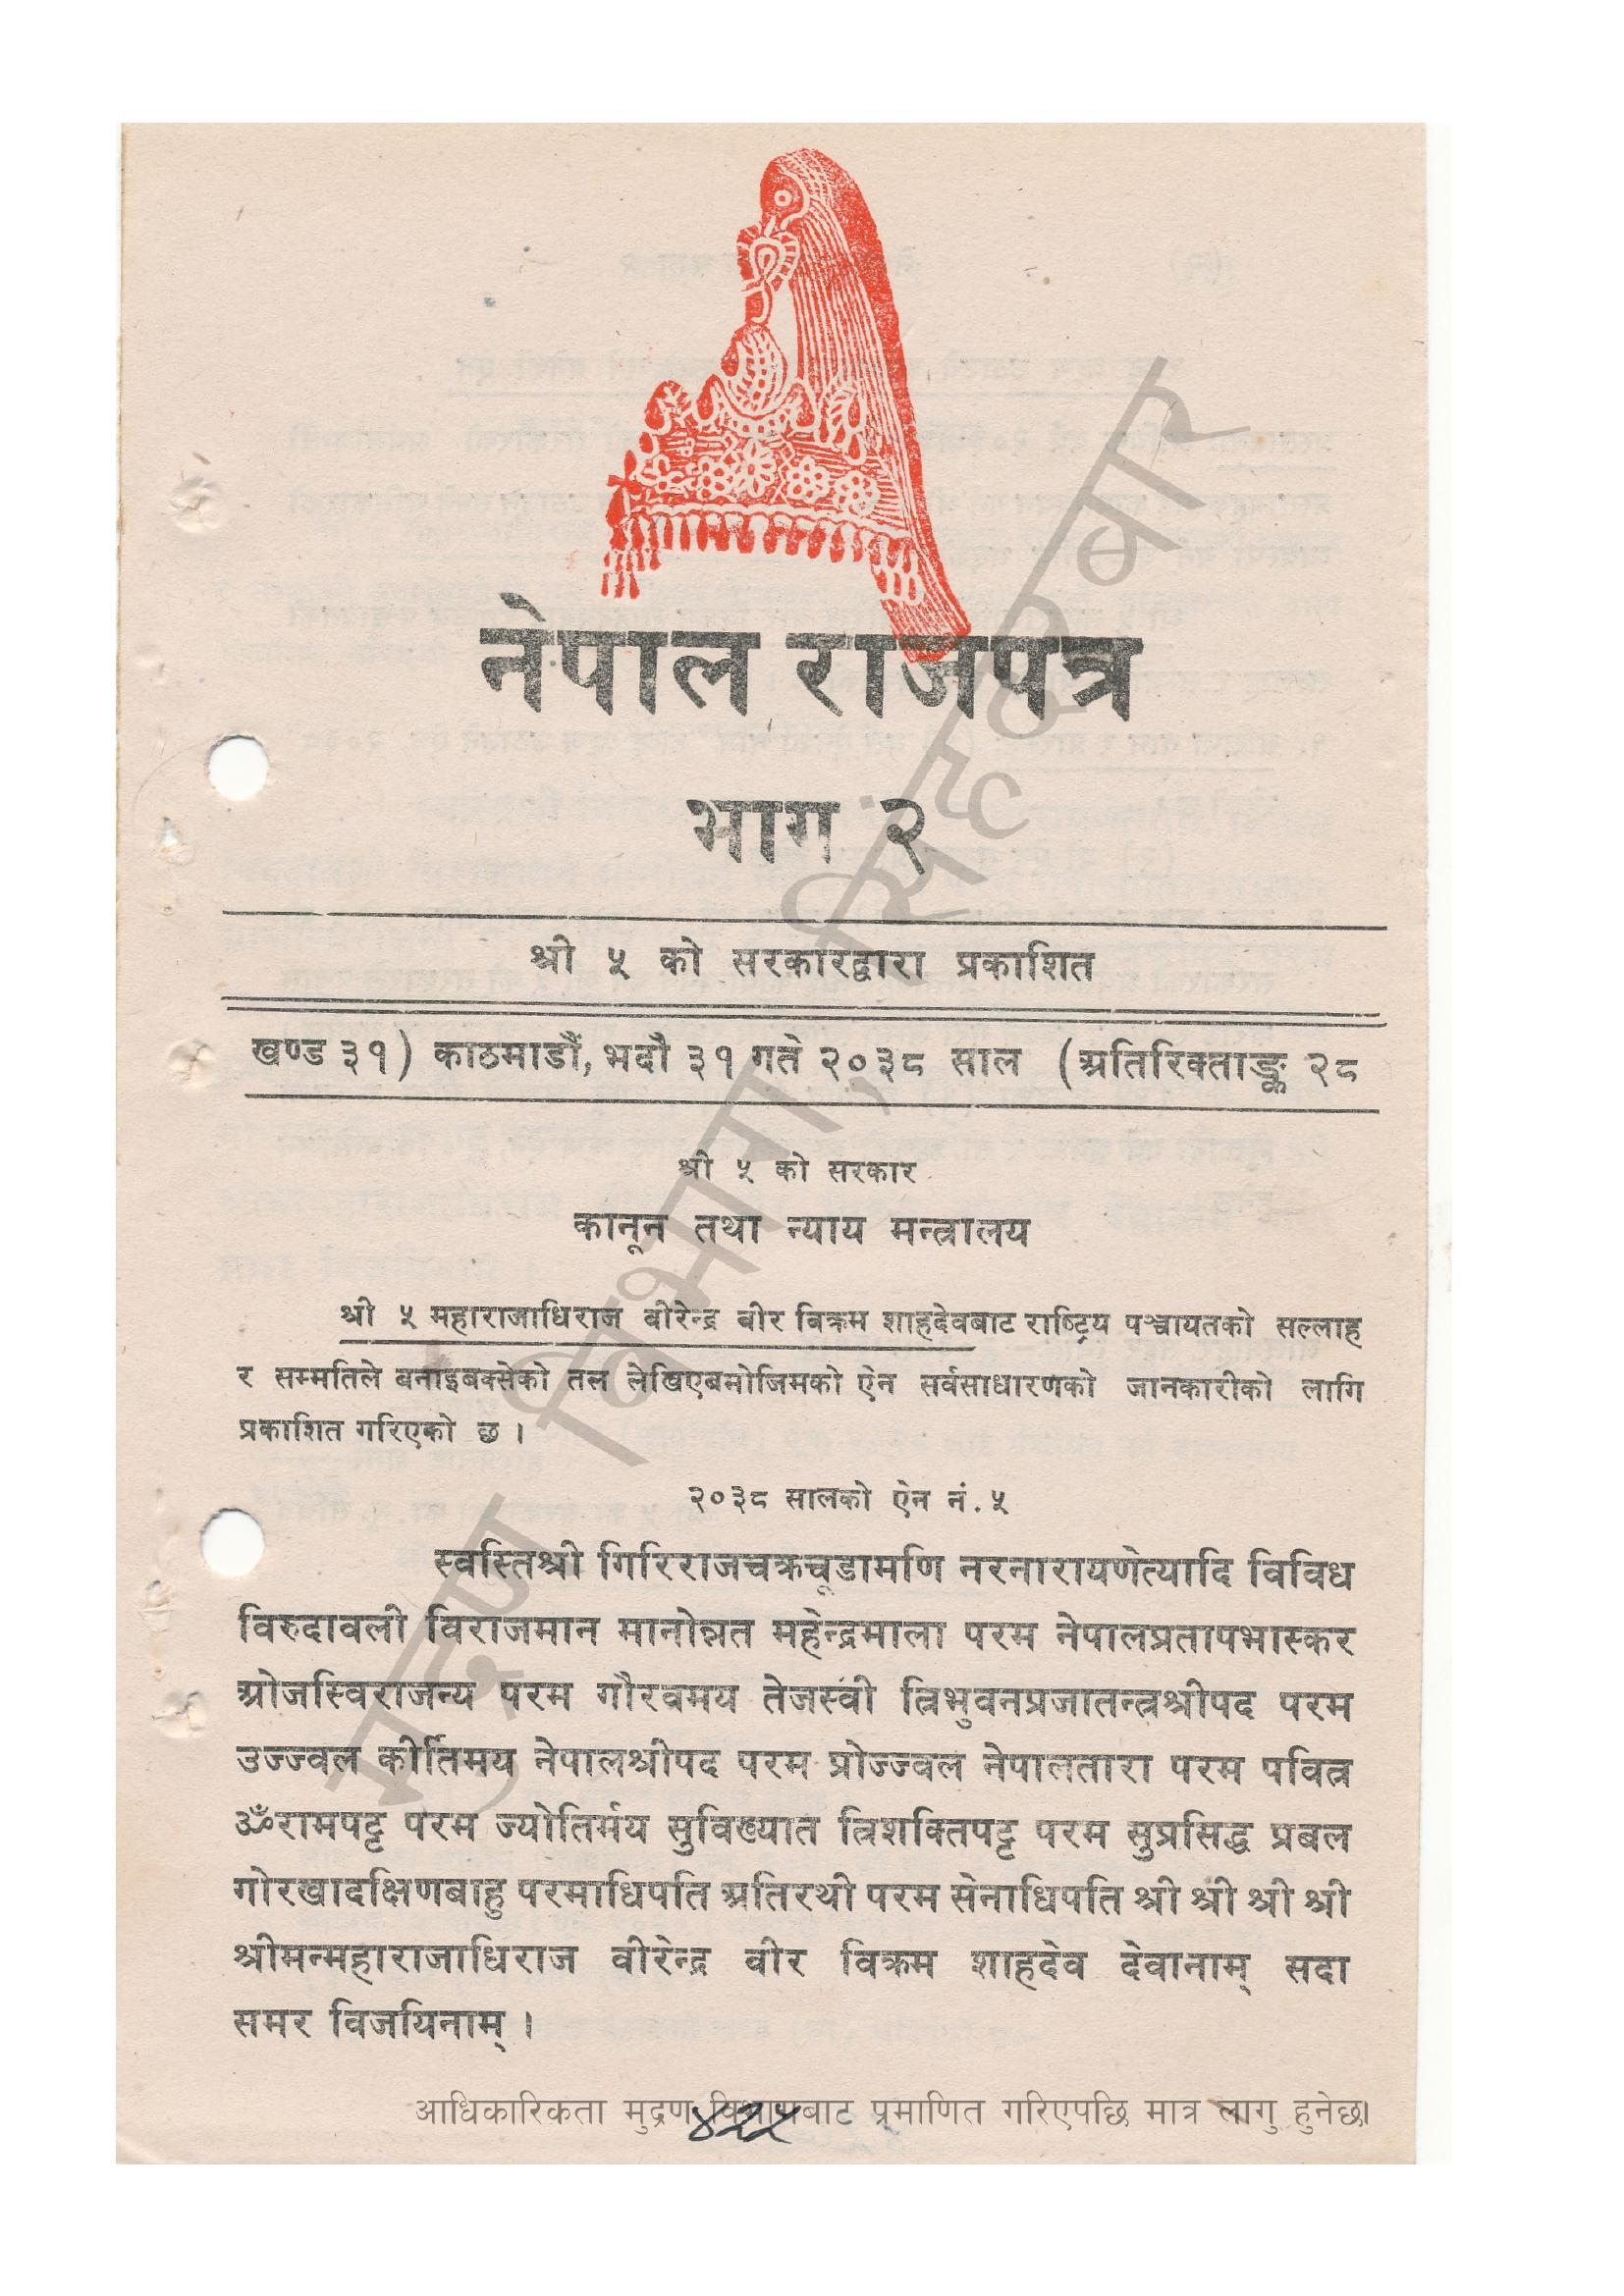 नेपाल राजपत्र
भाग २
श्री ५ को सरकारद्वारा प्रकाशित
खण्ड ३१) काठमाडौं, भदौ ३१ गते २०३८ साल (अतिरिक्ताङ्क २८
श्री ५ को सरकार
कानून तथा न्याय मन्त्रालय
श्री ५ महाराजाधिराज बीरेन्द्र बीर बिक्रम शाहदेवबाट राष्ट्रिय पञ्चायतको सल्लाह
र सम्मतिले बनाइबक्सेको तल लेखिएबमोजिमको ऐन सर्वसाधारणको जानकारीको लागि
प्रकाशित गरिएको छ ।
२०३८ सालको ऐन नं. ५
स्वस्तिश्री गिरिराजचक्रचूडामणि नरनारायणेत्यादि विविध
विरुदावली विराजमान मानोन्नत महेन्द्रमाला परम नेपालप्रतापभास्कर
ओजस्विराजन्य परम गौरवमय तेजस्वी त्रिभुवनप्रजातन्त्रश्रीपद परम
उज्ज्वल कीर्तिमय नेपालश्रीपद परम प्रोज्ज्वल नेपालतारा परम पवित्र
ॐरामपट्ट परम ज्योतिर्मय सुविख्यात त्रिशक्तिपट्ट परम सुप्रसिद्ध प्रबल
गोरखादक्षिणबाहु परमाधिपति अतिरथी परम सेनाधिपति श्री श्री श्री श्री
श्रीमन्महाराजाधिराज वीरेन्द्र वीर विक्रम शाहदेव देवानाम् सदा
समर विजयिनाम् ।
आधिकारिकता मुद्रण विभागबाट प्रमाणित गरिएपछि मात्र लागु हुनेछ।
४२५
मुद्रण विभाग, सिंहदरबार